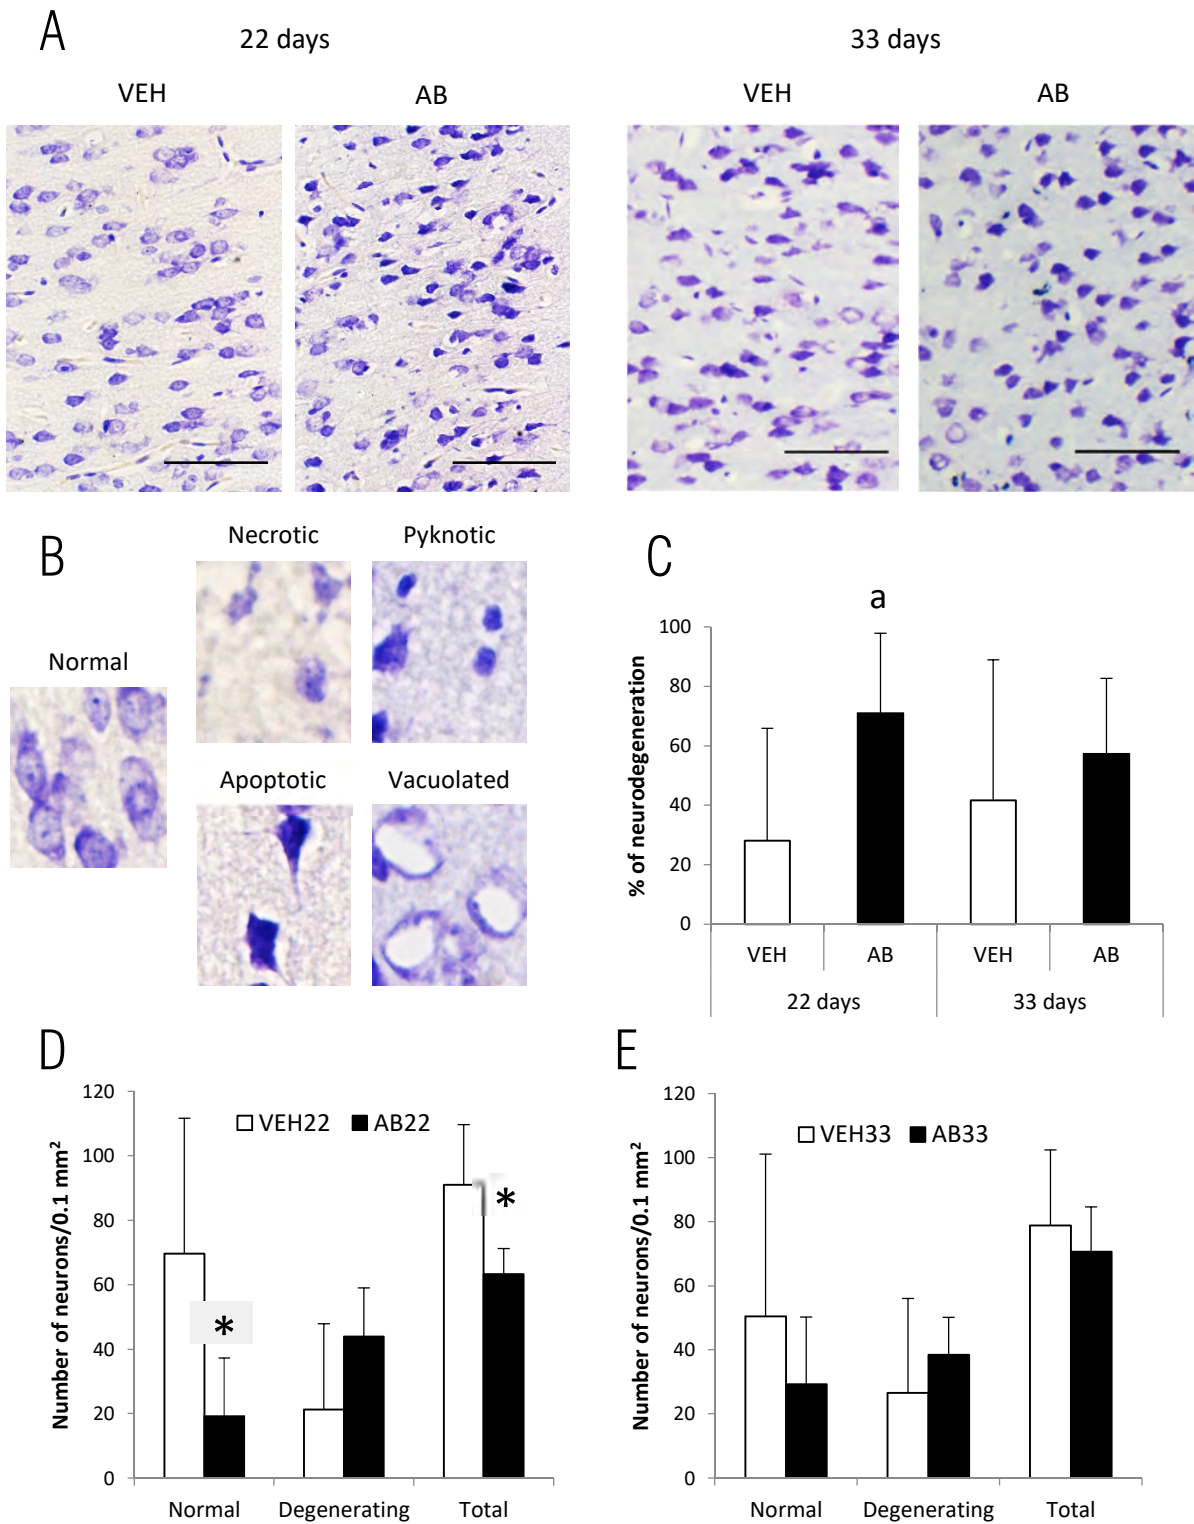 A
22 days
33 days
VEH
AB
VEH
AB
B
Necrotic
Pyknotic
Normal
Apoptotic
Vacuolated
C
a
% of neurodegeneration
100
80
60
40
20
0
VEH
AB
VEH
AB
22 days
33 days
D
Number of neurons/0.1 mm²
120
100
80
60
40
20
0
VEH22
AB22
*
*
Normal
Degenerating
Total
E
Number of neurons/0.1 mm²
120
100
80
60
40
20
0
VEH33
AB33
Normal
Degenerating
Total